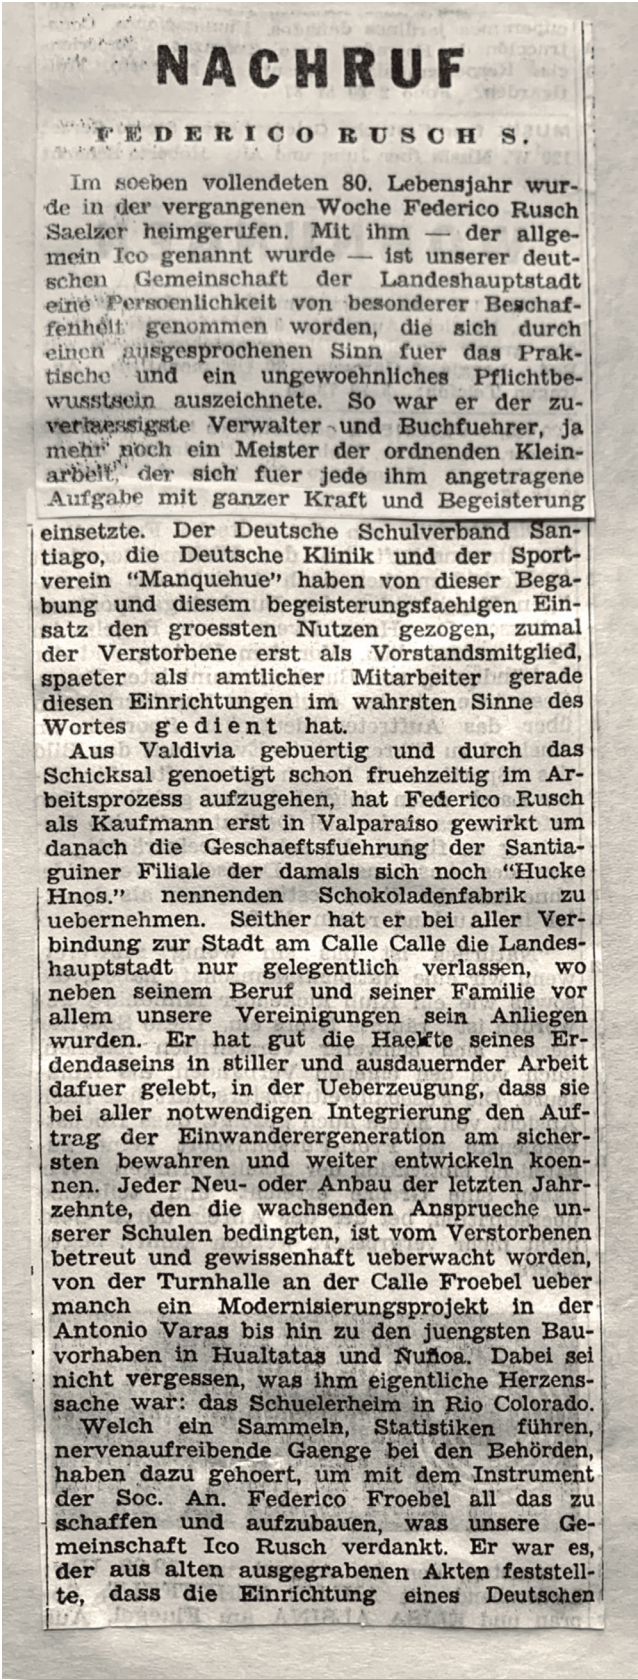 NACHRUF
FEDERICO RUSCH S.
Im soeben vollendeten 80. Lebensjahr wur-
de in der vergangenen Woche Federico Rusch
Saelzer heimgerufen. Mit ihm — der allge-
mein Ico genannt wurde — ist unserer deut-
schen Gemeinschaft der Landeshauptstadt
eine Persoenlichkeit von besonderer Beschaf-
fenheit genommen worden, die sich durch
einen ausgesprochenen Sinn fuer das Prak-
tische und ein ungewoehnliches Pflichtbe-
wusstsein auszeichnete. So war er der zu-
verlaessigste Verwalter und Buchfuehrer, ja
mehr noch ein Meister der ordnenden Klein-
arbeit, der sich fuer jede ihm angetragene
Aufgabe mit ganzer Kraft und Begeisterung
einsetzte. Der Deutsche Schulverband San-
tiago, die Deutsche Klinik und der Sport-
verein "Manquehue" haben von dieser Bega-
bung und diesem begeisterungsfaehigen Ein-
satz den groessten Nutzen gezogen, zumal
der Verstorbene erst als Vorstandsmitglied,
spaeter als amtlicher Mitarbeiter gerade
diesen Einrichtungen im wahrsten Sinne des
Wortes gedient hat.
Aus Valdivia gebuertig und durch das
Schicksal genoetigt schon fruehzeitig im Ar-
beitsprozess aufzugehen, hat Federico Rusch
als Kaufmann erst in Valparaiso gewirkt um
danach die Geschaeftsfuehrung der Santia-
guiner Filiale der damals sich noch "Hucke
Hnos." nennenden Schokoladenfabrik zu
uebernehmen. Seither hat er bei aller Ver-
bindung zur Stadt am Calle Calle die Landes-
hauptstadt nur gelegentlich verlassen, wo
neben seinem Beruf und seiner Familie vor
allem unsere Vereinigungen sein Anliegen
wurden. Er hat gut die Haelfte seines Er-
dendaseins in stiller und ausdauernder Arbeit
dafuer gelebt, in der Ueberzeugung, dass sie
bei aller notwendigen Integrierung den Auf-
trag der Einwanderergeneration am sicher-
sten bewahren und weiter entwickeln koen-
nen. Jeder Neu- oder Anbau der letzten Jahr-
zehnte, den die wachsenden Ansprueche un-
serer Schulen bedingten, ist vom Verstorbenen
betreut und gewissenhaft ueberwacht worden,
von der Turnhalle an der Calle Froebel ueber
manch ein Modernisierungsprojekt in der
Antonio Varas bis hin zu den juengsten Bau-
vorhaben in Hualtatas und Ñuñoa. Dabei sei
nicht vergessen, was ihm eigentliche Herzens-
sache war: das Schuelerheim in Rio Colorado.
Welch ein Sammeln, Statistiken führen,
nervenaufreibende Gaenge bei den Behörden,
haben dazu gehoert, um mit dem Instrument
der Soc. An. Federico Froebel all das zu
schaffen und aufzubauen, was unsere Ge-
meinschaft Ico Rusch verdankt. Er war es,
der aus alten ausgegrabenen Akten feststell-
te, dass die Einrichtung eines Deutschen